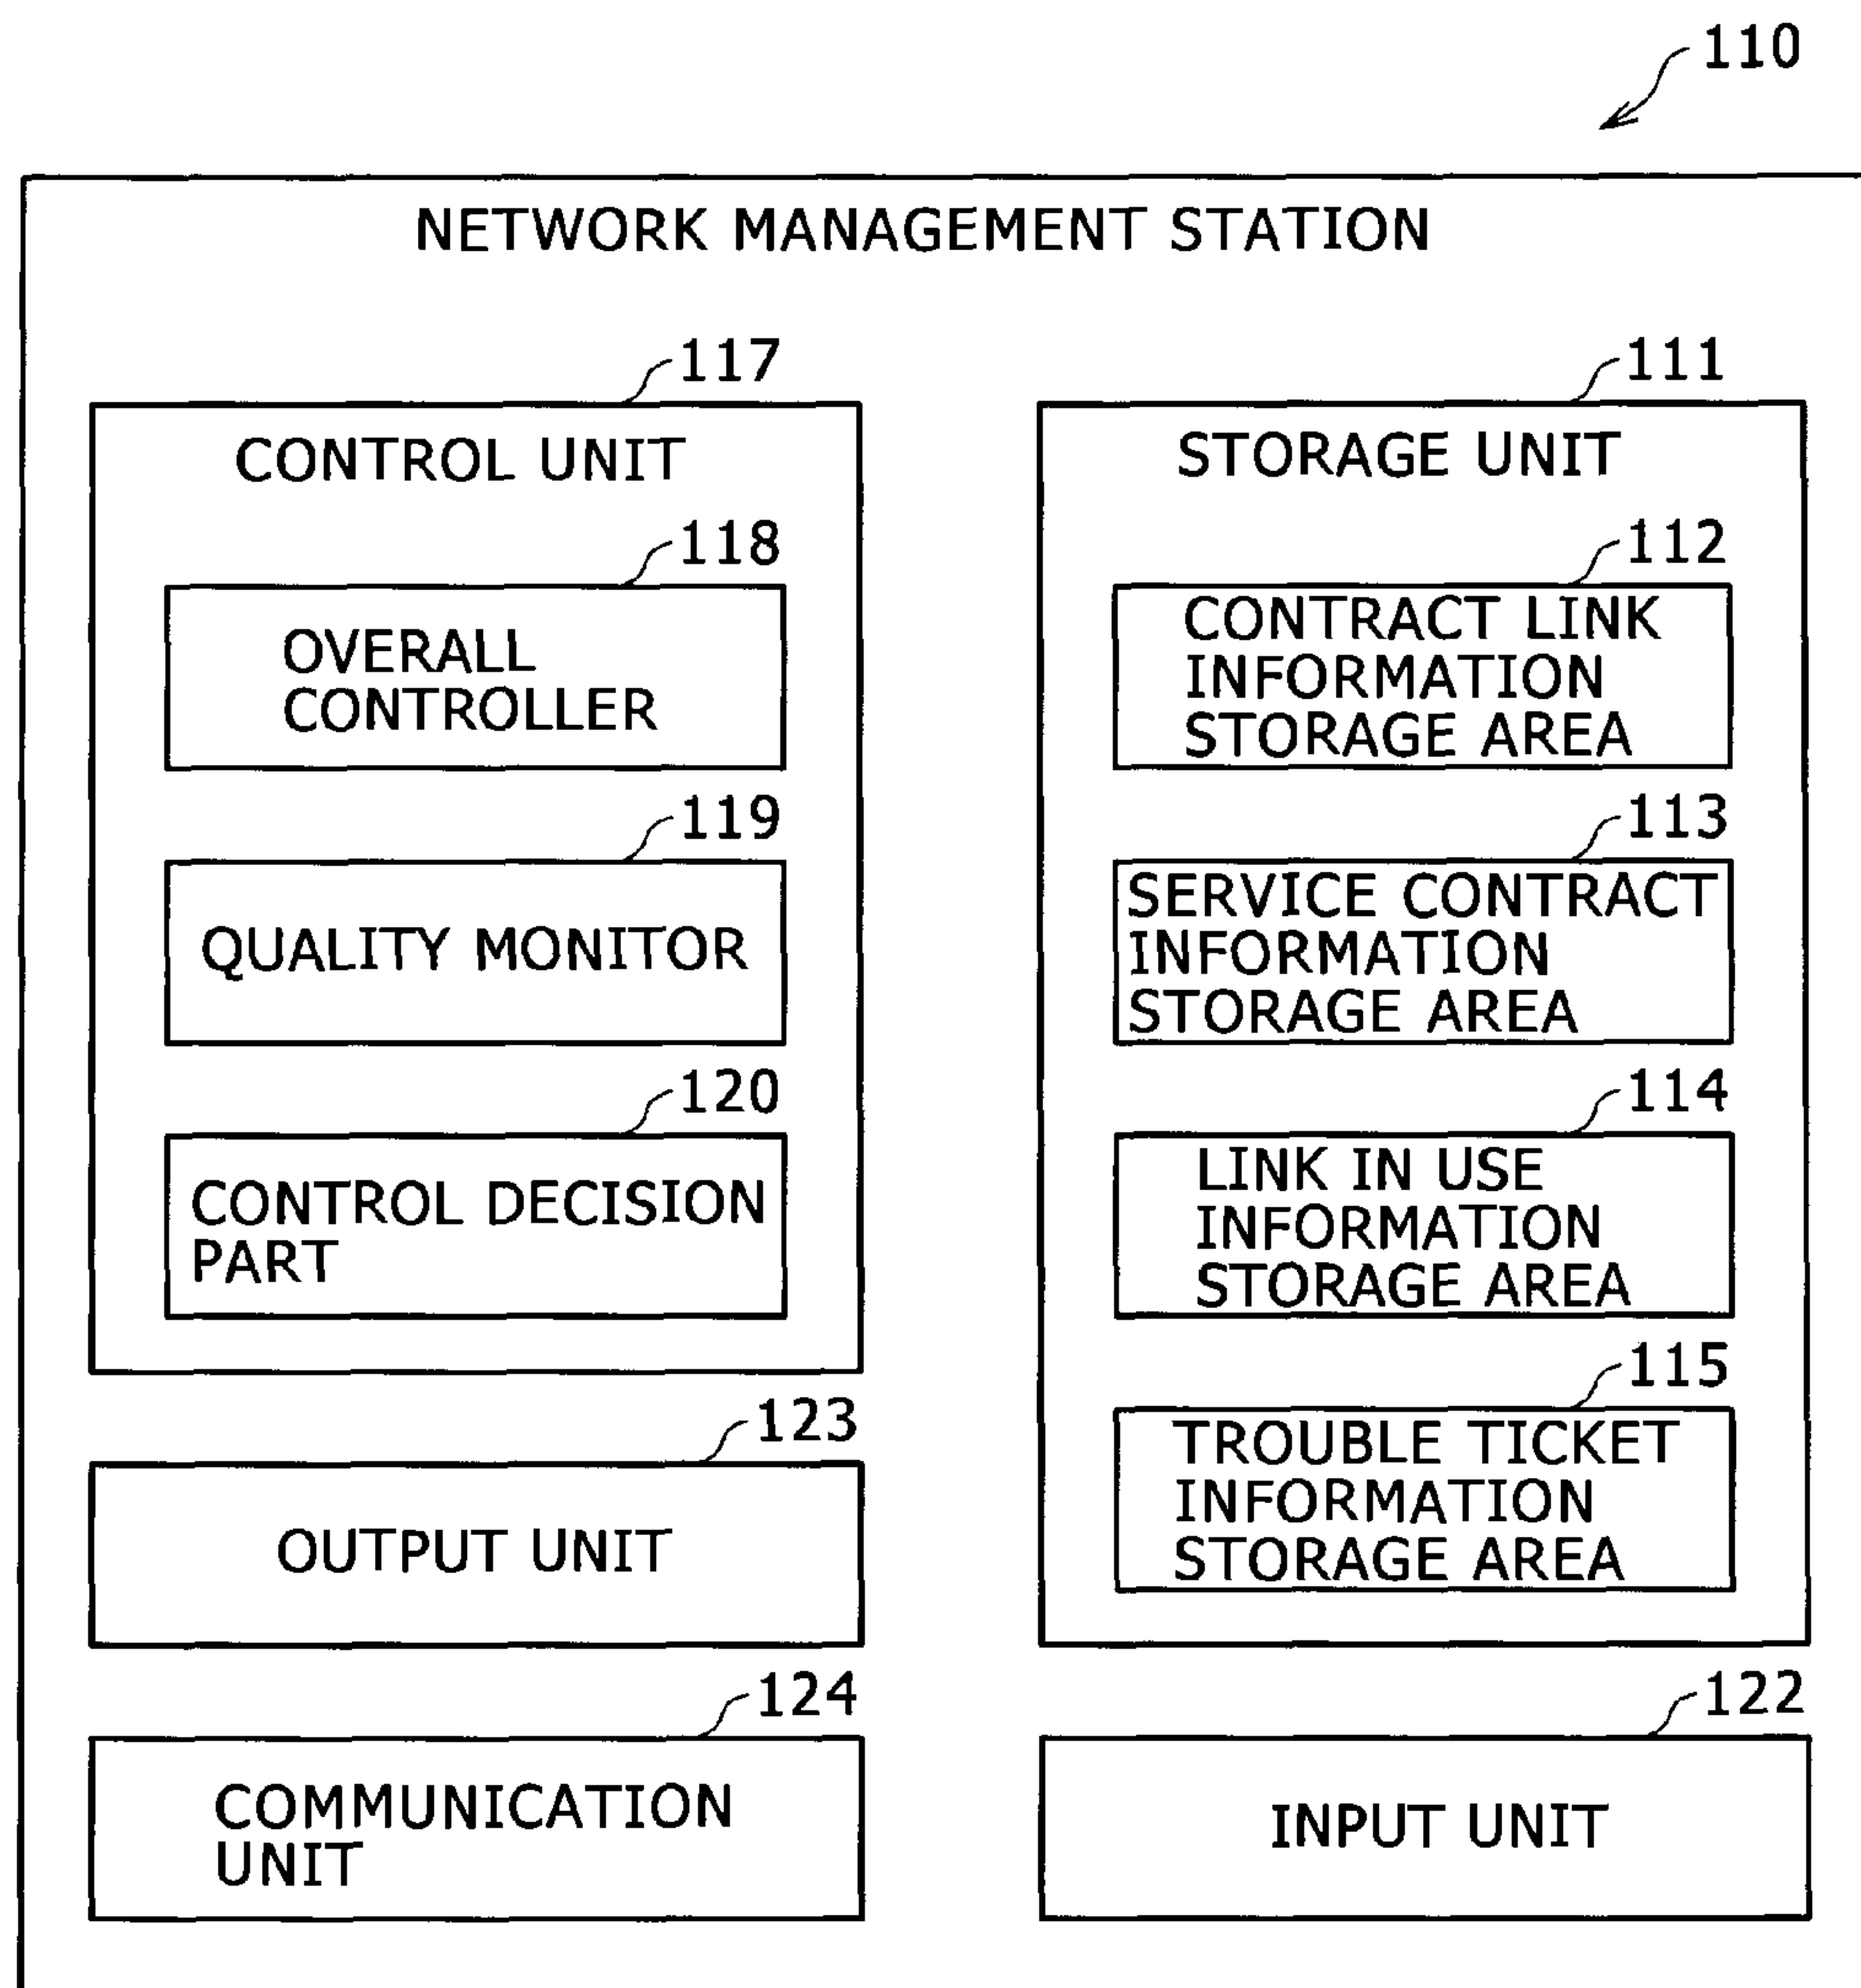 110
NETWORK MANAGEMENT STATION
117
CONTROL UNIT
118
OVERALL
CONTROLLER
119
QUALITY MONITOR
120
CONTROL DECISION
PART
123
OUTPUT UNIT
124
COMMUNICATION
UNIT
111
STORAGE UNIT
112
CONTRACT LINK
INFORMATION
STORAGE AREA
113
SERVICE CONTRACT
INFORMATION
STORAGE AREA
114
LINK IN USE
INFORMATION
STORAGE AREA
115
TROUBLE TICKET
INFORMATION
STORAGE AREA
122
INPUT UNIT